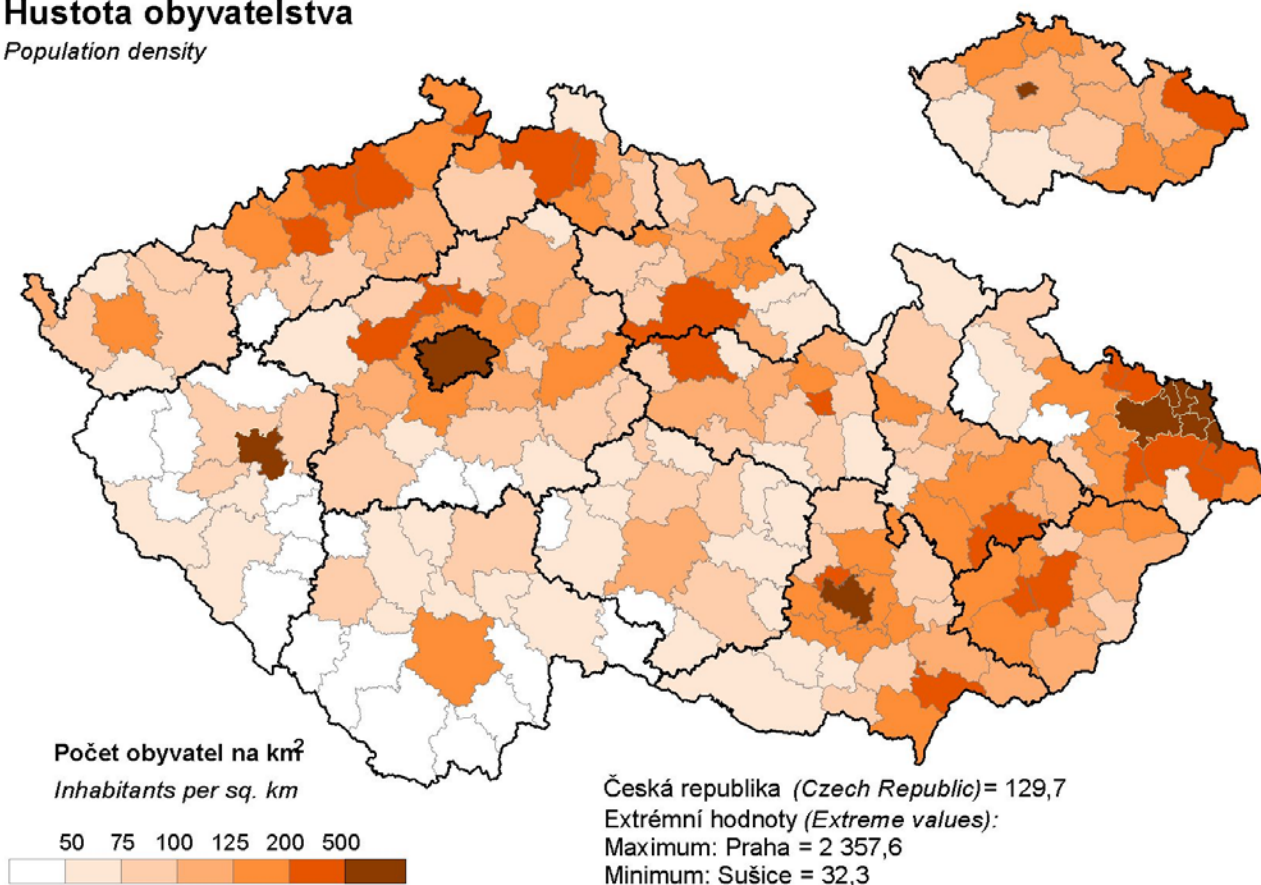 Hustota obyvatelstva
Population density
Počet obyvatel na km²
Inhabitants per sq. km
50 75 100 125 200 500
Česká republika (Czech Republic)= 129,7
Extrémní hodnoty (Extreme values):
Maximum: Praha = 2 357,6
Minimum: Sušice = 32,3